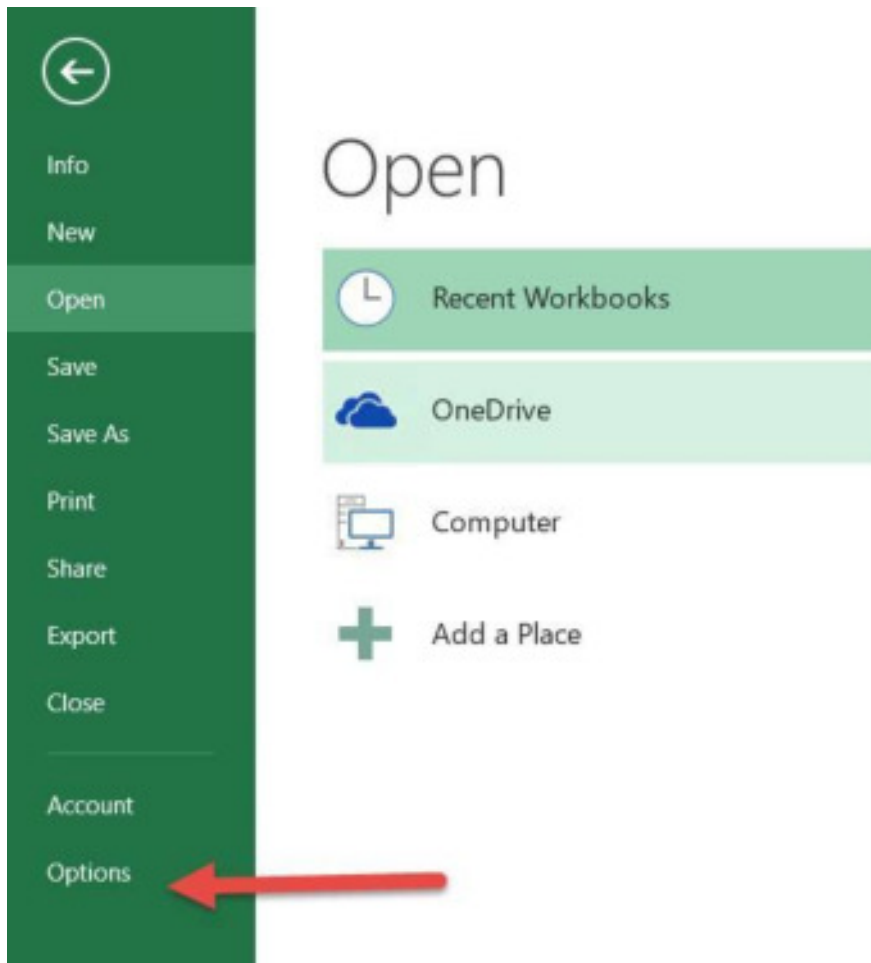 Info
New
Open
Save
Save As
Print
Share
Export
Close
Account
Options
Open
Recent Workbooks
OneDrive
Computer
Add a Place